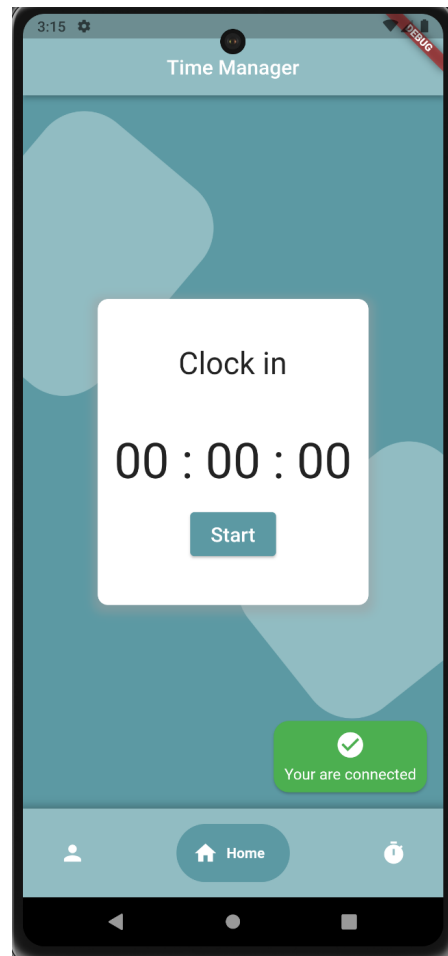 3:15
DEBUG
Time Manager
Clock in
00 : 00 : 00
Start
Your are connected
Home